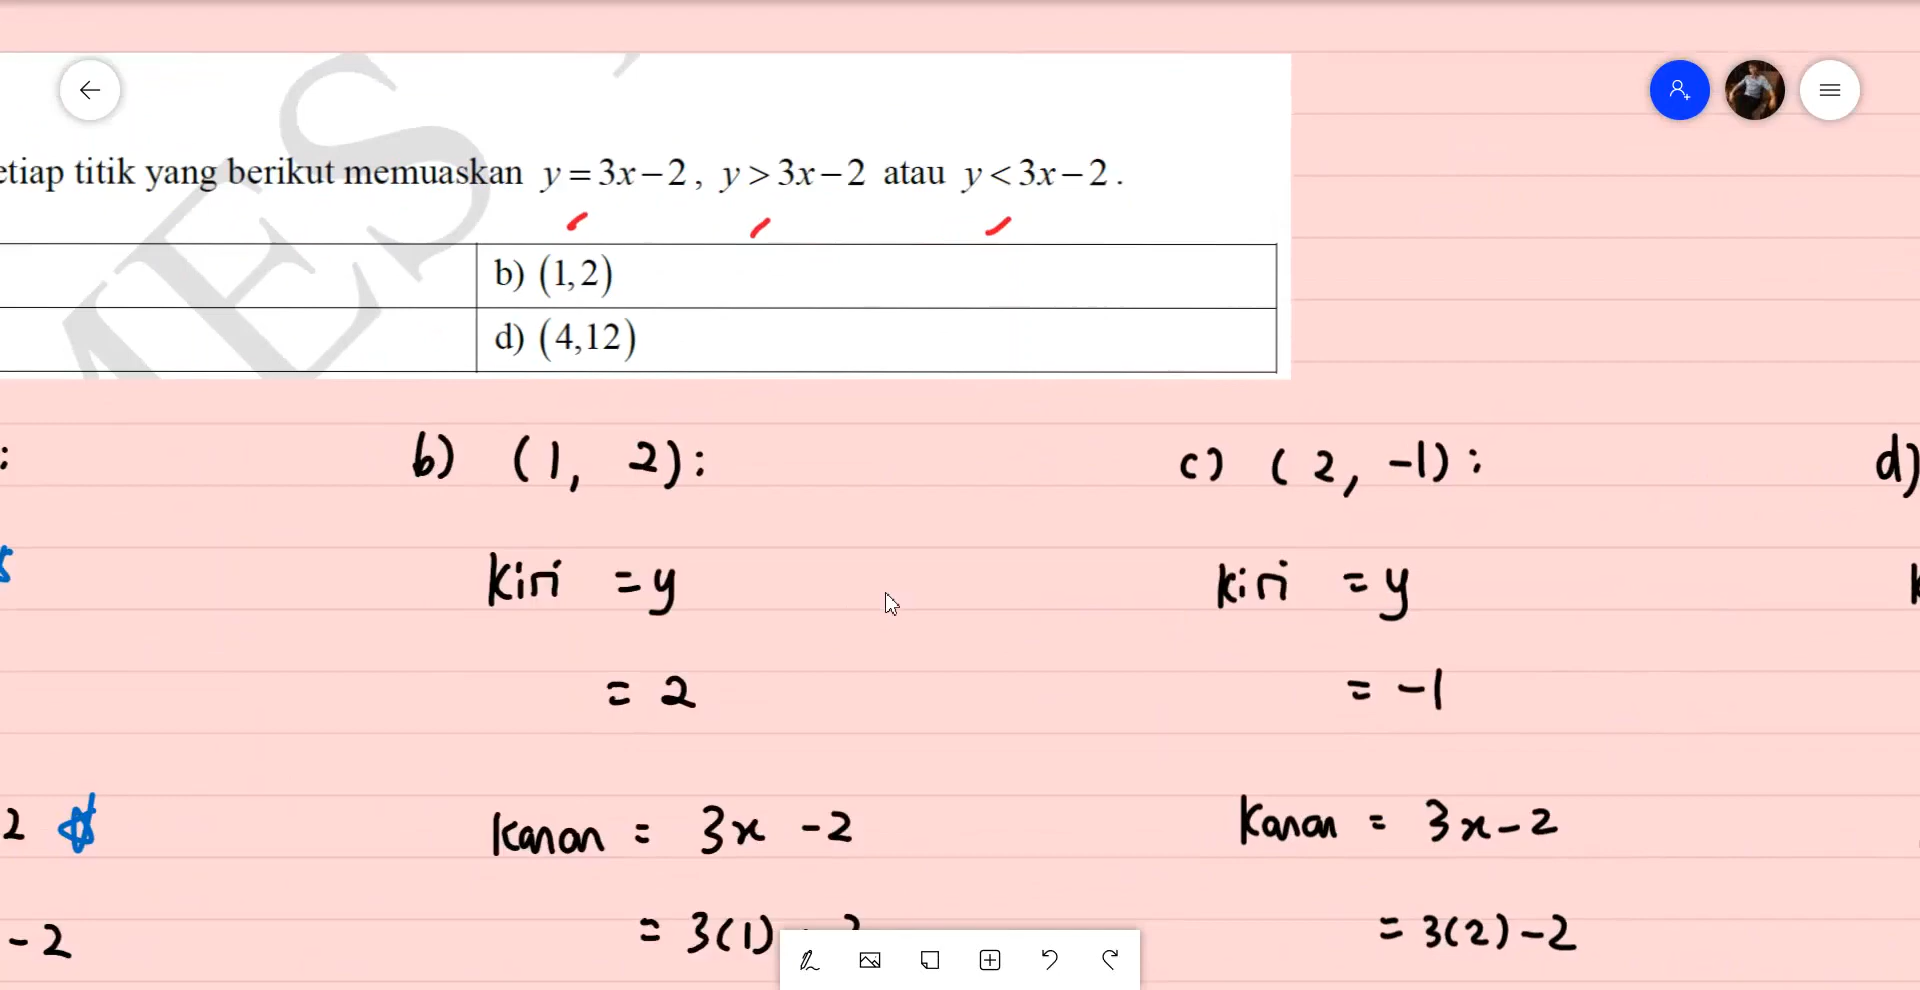 etiap titik yang berikut memuaskan y = 3x − 2, y > 3x − 2 atau y < 3x − 2.
b) (1, 2)
d) (4,12)
:
b) (1, 2):
c) (2, -1):
d)
kiri = y
kiri = y
= 2
= -1
2
kanan = 3x - 2
kanan = 3x - 2
- 2
= 3(1) - 2
= 3(2) - 2